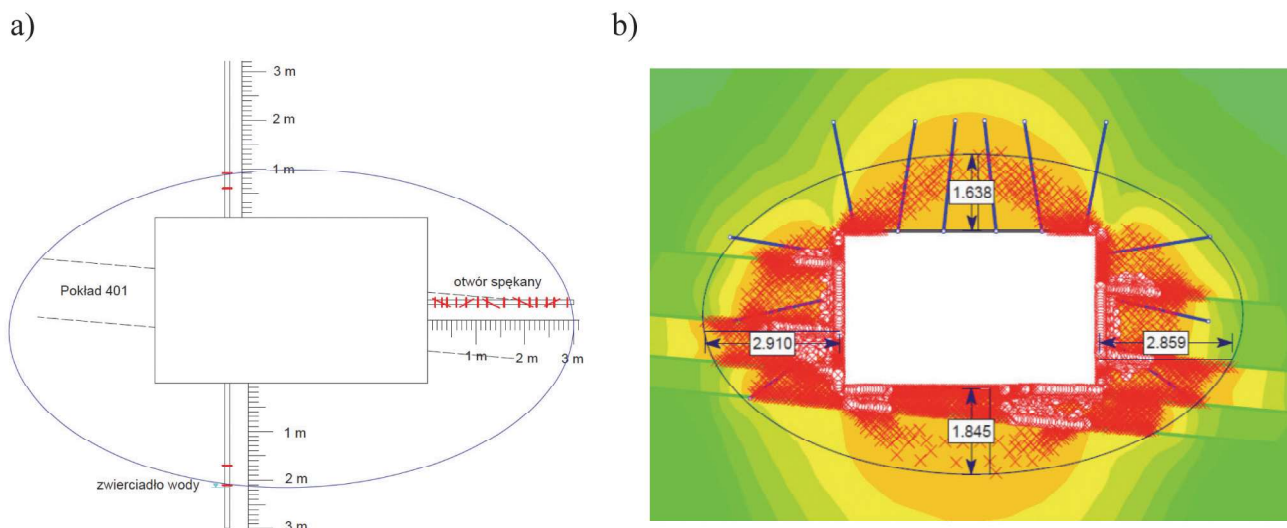 a)
3 m
2 m
1 m
Pokład 401
otwór spękany
1 m
2 m
3 m
1 m
2 m
zwierciadło wody
3 m
b)
1.638
2.910
2.859
1.845